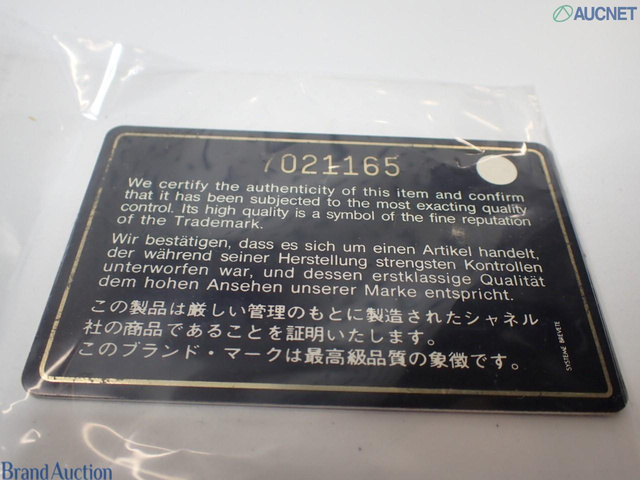 AUCNET
7021165
We certify the authenticity of this item and confirm
that it has been subjected to the most exacting quality
control. Its high quality is a symbol of the fine reputation
of the Trademark.
Wir bestätigen, dass es sich um einen Artikel handelt,
der während seiner Herstellung strengsten Kontrollen
unterworfen war, und dessen erstklassige Qualität
dem hohen Ansehen unserer Marke entspricht.
この製品は厳しい管理のもとに製造されたシャネル
社の商品であることを証明いたします。
このブランド・マークは最高級品質の象徴です。
SYSTEME BREVETE
Brand Auction